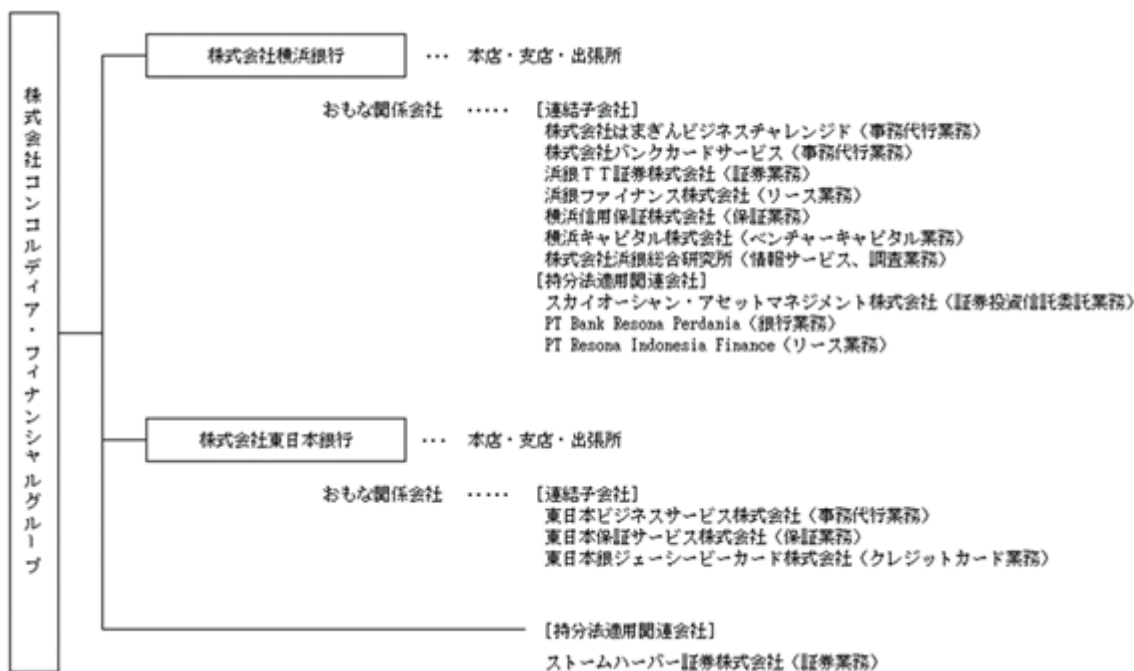 株式会社コンコルディア・フィナンシャルグループ
株式会社横浜銀行 … 本店・支店・出張所
おもな関係会社 ‥‥‥ [連結子会社]
株式会社はまぎんビジネスチャレンジド(事務代行業務)
株式会社バンクカードサービス(事務代行業務)
浜銀TT証券株式会社(証券業務)
浜銀ファイナンス株式会社(リース業務)
横浜信用保証株式会社(保証業務)
横浜キャピタル株式会社(ベンチャーキャピタル業務)
株式会社浜銀総合研究所(情報サービス、調査業務)
[持分法適用関連会社]
スカイオーシャン・アセットマネジメント株式会社(証券投資信託委託業務)
PT Bank Resona Perdania(銀行業務)
PT Resona Indonesia Finance(リース業務)
株式会社東日本銀行 … 本店・支店・出張所
おもな関係会社 ‥‥‥ [連結子会社]
東日本ビジネスサービス株式会社(事務代行業務)
東日本保証サービス株式会社(保証業務)
東日本銀ジェーシービーカード株式会社(クレジットカード業務)
[持分法適用関連会社]
ストームハーバー証券株式会社(証券業務)